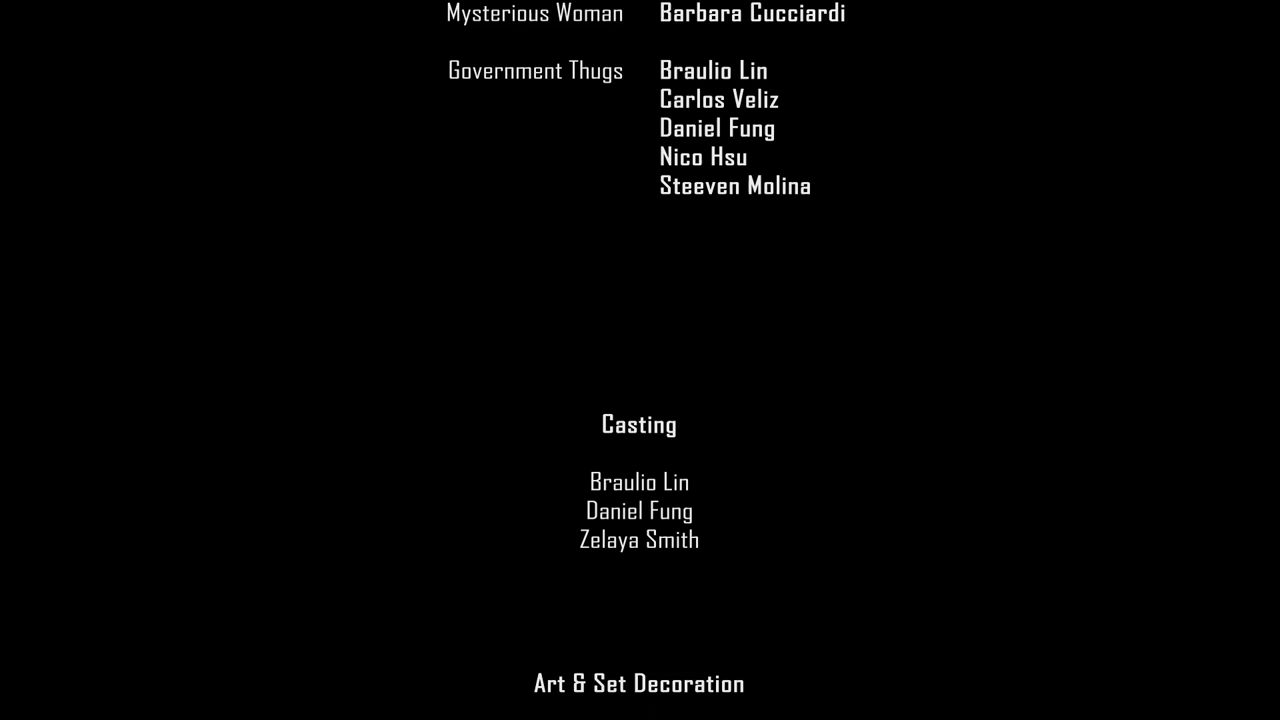 Mysterious Woman Barbara Cucciardi
Government Thugs Braulio Lin
Carlos Veliz
Daniel Fung
Nico Hsu
Steeven Molina
Casting
Braulio Lin
Daniel Fung
Zelaya Smith
Art & Set Decoration